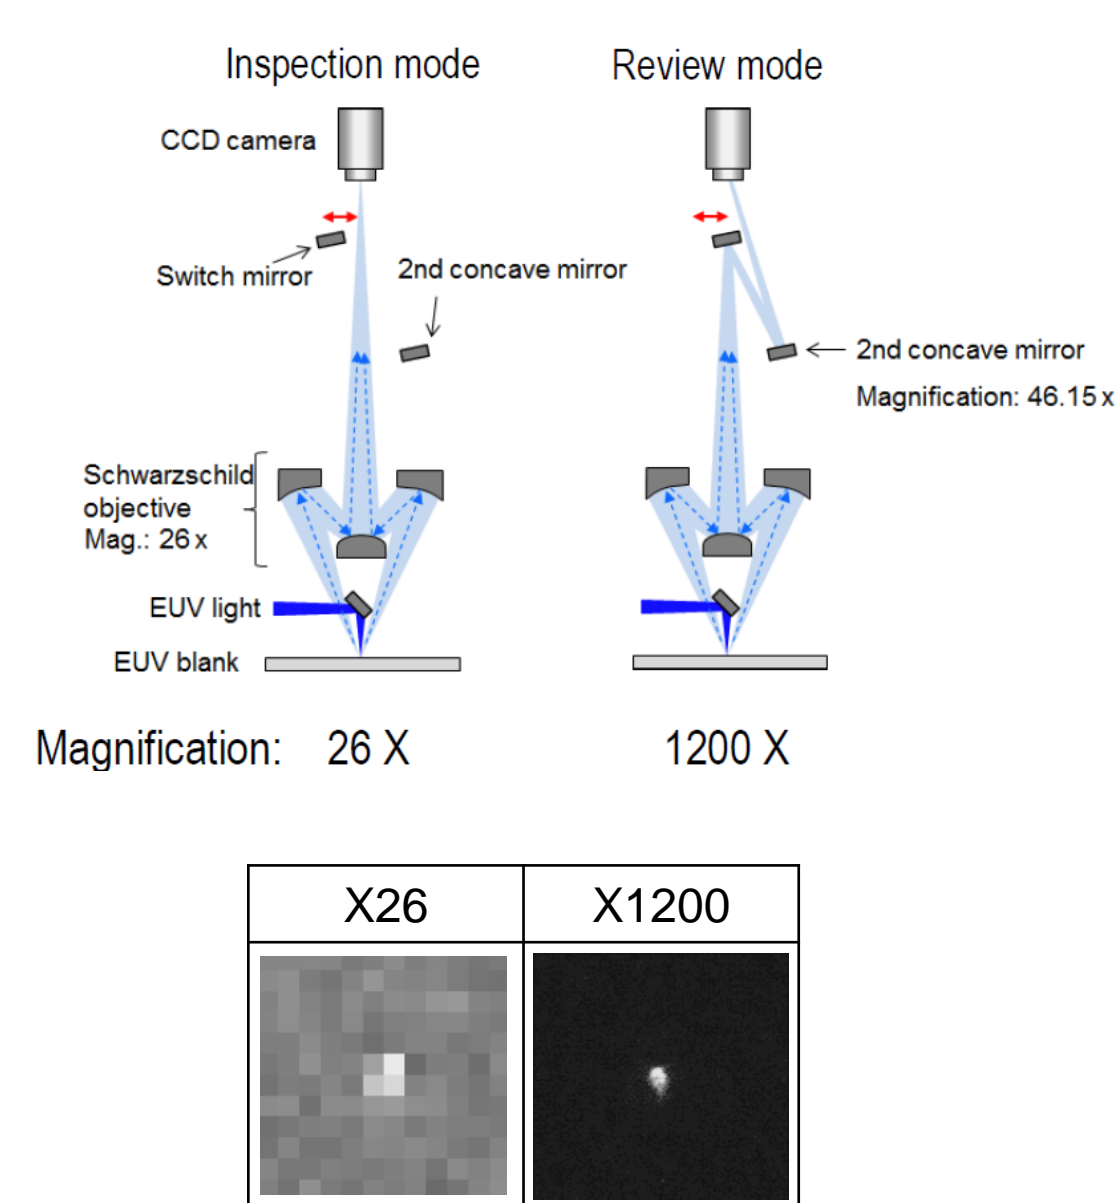 Inspection mode
Review mode
CCD camera
Switch mirror
2nd concave mirror
2nd concave mirror
Magnification: 46.15 x
Schwarzschild
objective
Mag.: 26 x
EUV light
EUV blank
Magnification: 26 X 1200 X
X26 X1200